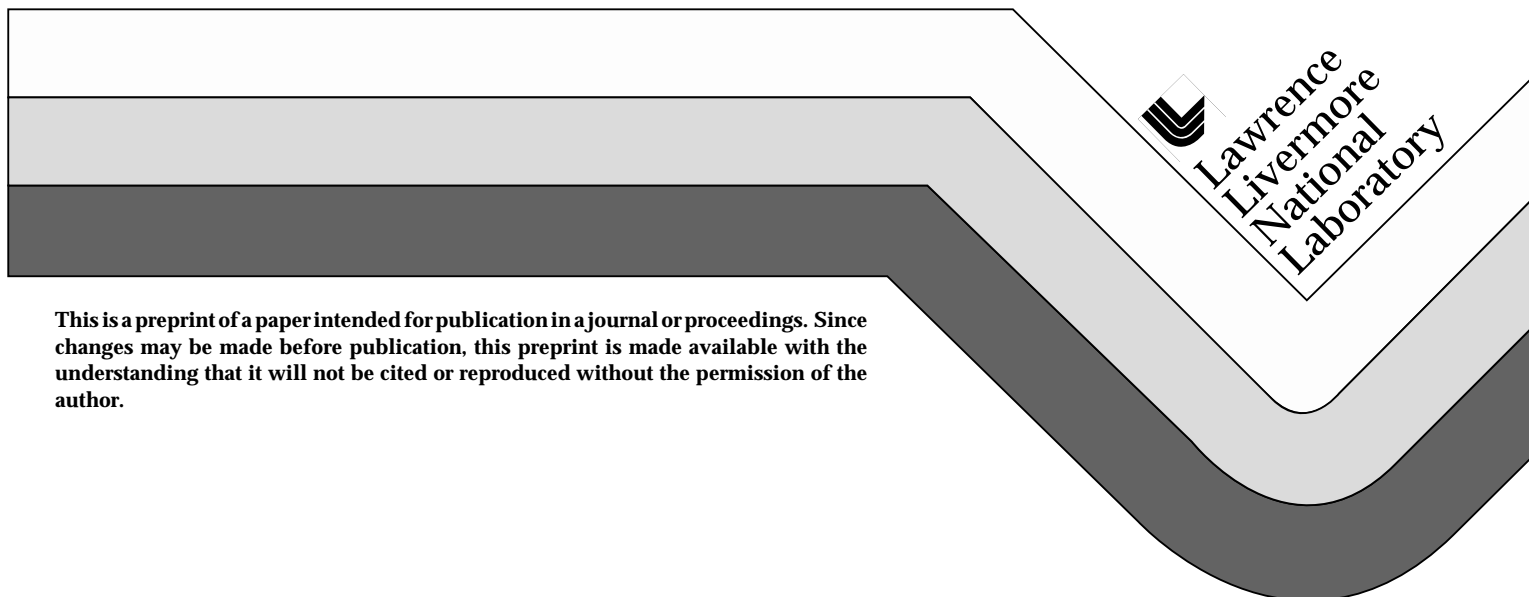 Lawrence
Livermore
National
Laboratory
This is a preprint of a paper intended for publication in a journal or proceedings. Since
changes may be made before publication, this preprint is made available with the
understanding that it will not be cited or reproduced without the permission of the
author.